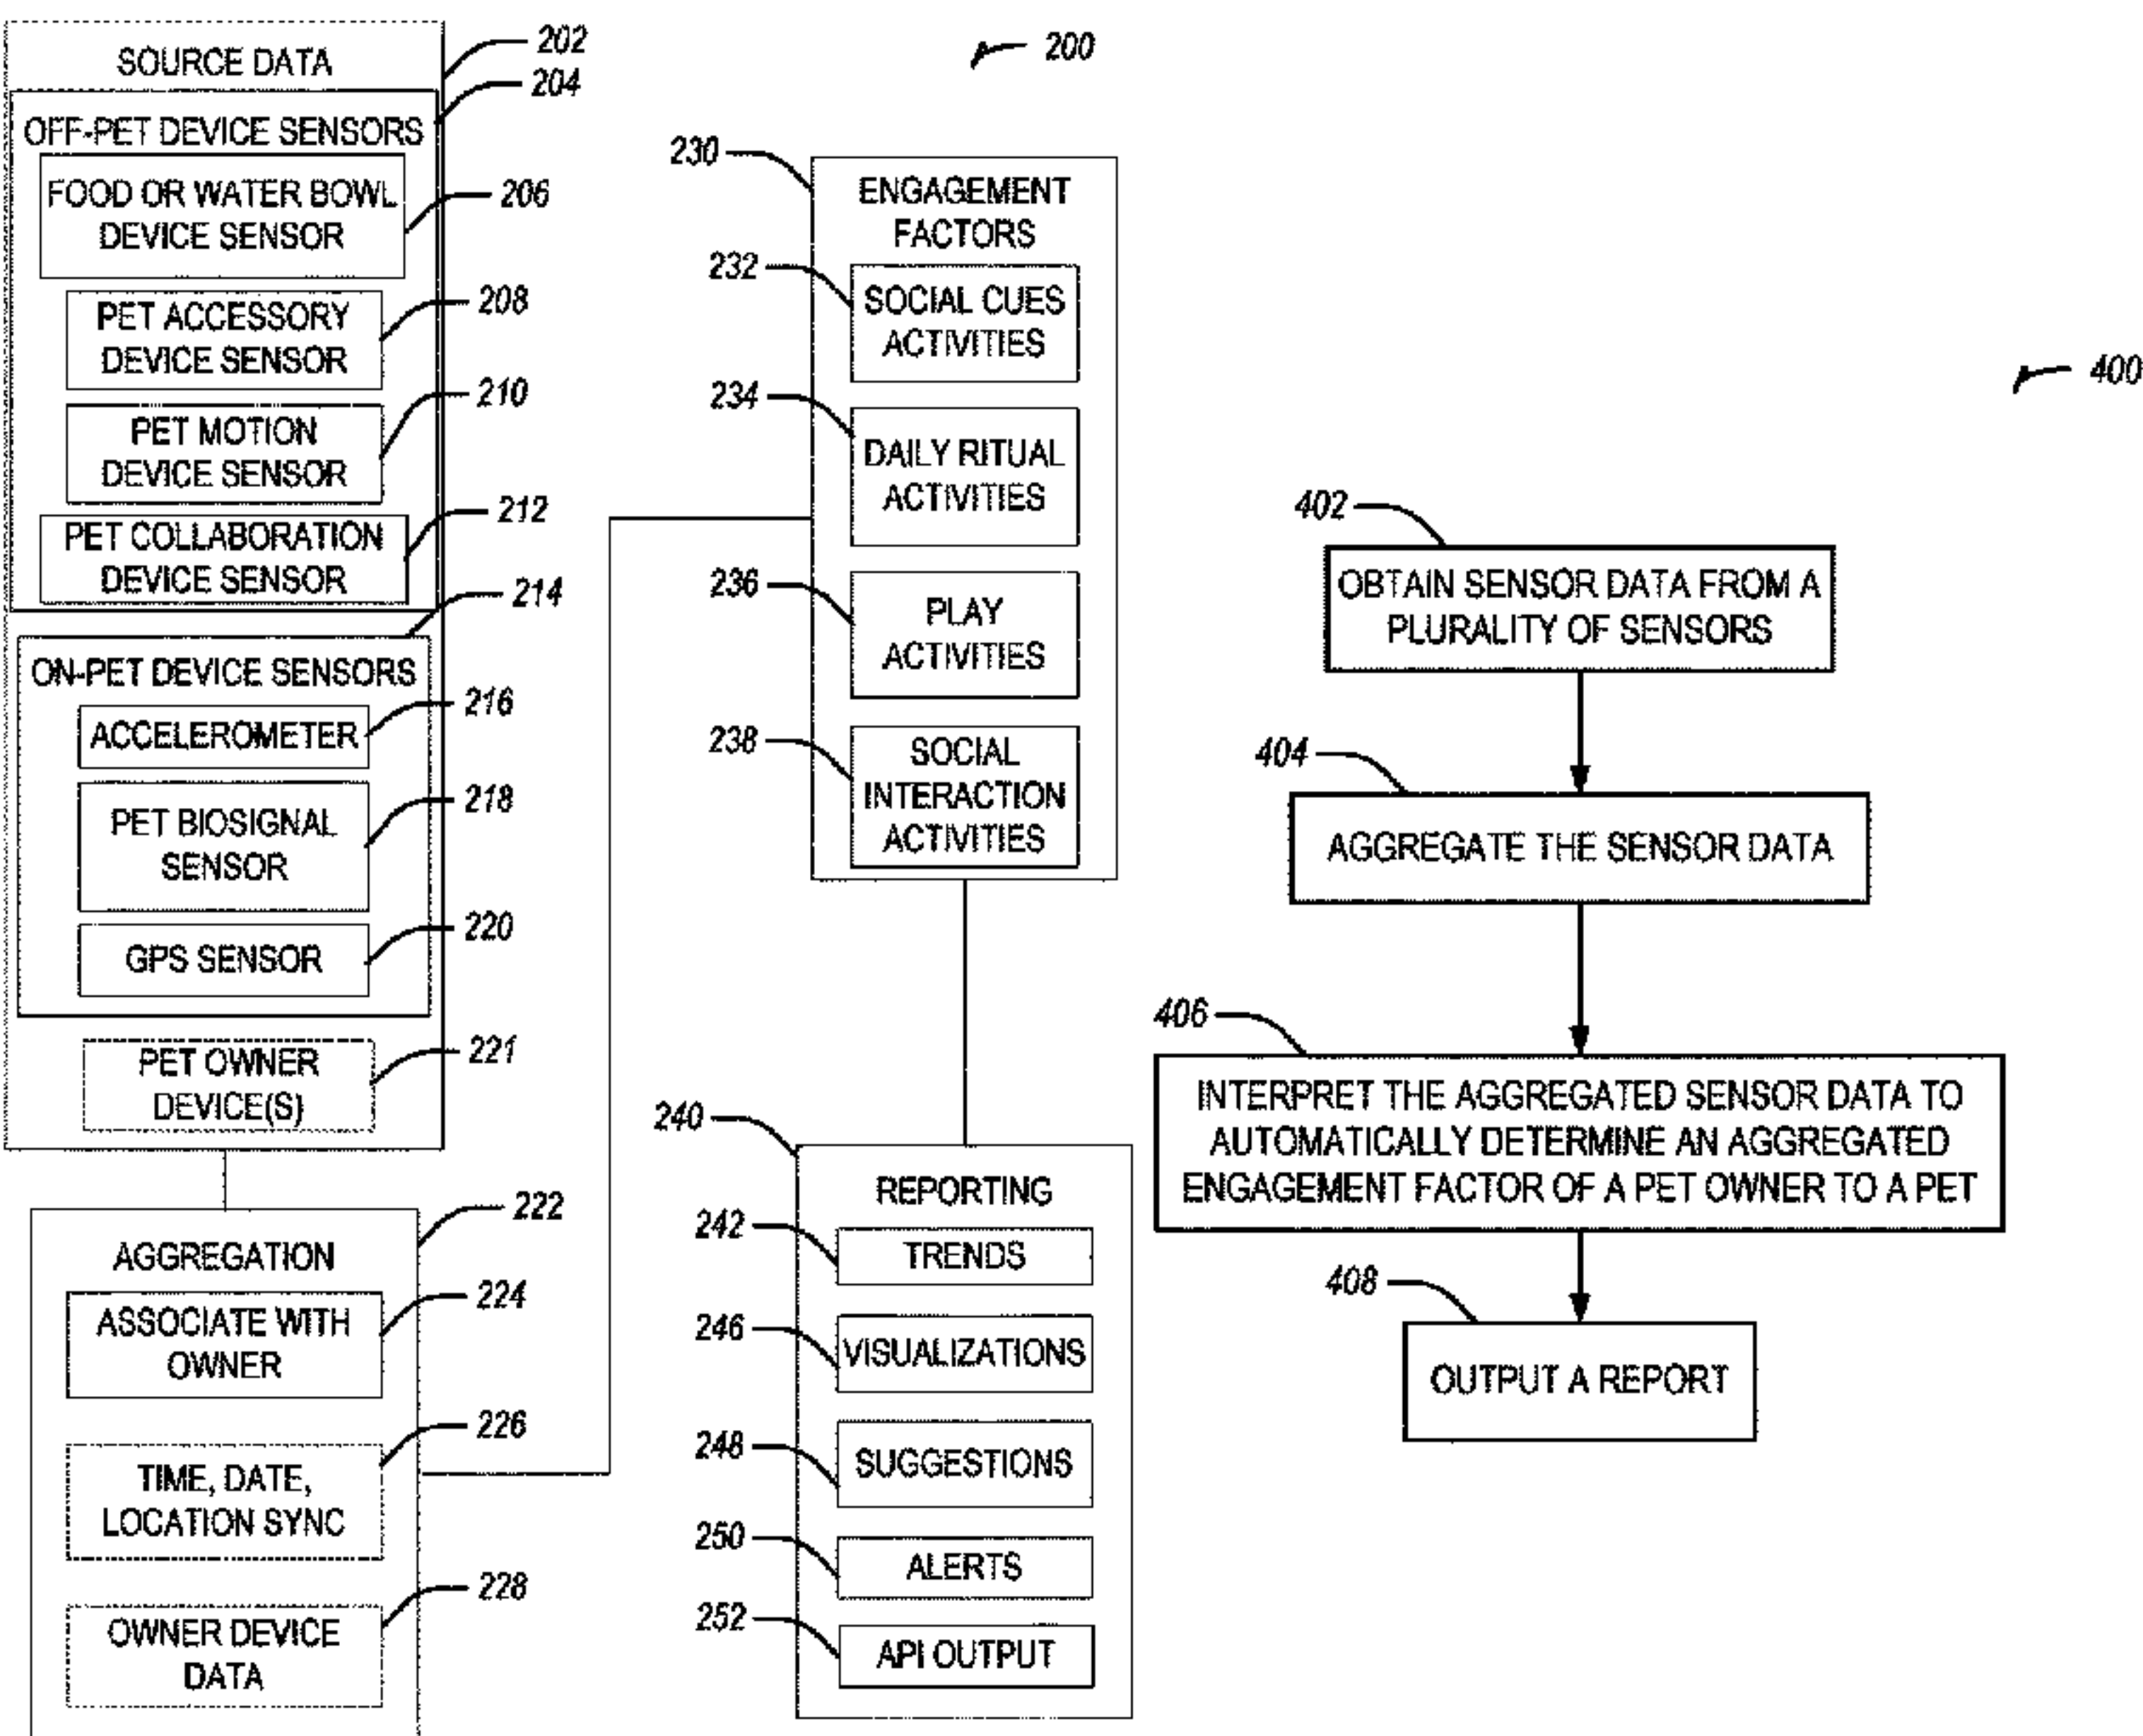 SOURCE DATA
202
204
OFF-PET DEVICE SENSORS
FOOD OR WATER BOWL
DEVICE SENSOR
206
PET ACCESSORY
DEVICE SENSOR
208
PET MOTION
DEVICE SENSOR
210
PET COLLABORATION
DEVICE SENSOR
212
214
ON-PET DEVICE SENSORS
ACCELEROMETER
216
PET BIOSIGNAL
SENSOR
218
GPS SENSOR
220
PET OWNER
DEVICE(S)
221
AGGREGATION
222
ASSOCIATE WITH
OWNER
224
TIME, DATE,
LOCATION SYNC
226
OWNER DEVICE
DATA
228
200
230
ENGAGEMENT
FACTORS
232
SOCIAL CUES
ACTIVITIES
234
DAILY RITUAL
ACTIVITIES
236
PLAY
ACTIVITIES
238
SOCIAL
INTERACTION
ACTIVITIES
240
REPORTING
242
TRENDS
246
VISUALIZATIONS
248
SUGGESTIONS
250
ALERTS
252
API OUTPUT
400
402
OBTAIN SENSOR DATA FROM A
PLURALITY OF SENSORS
404
AGGREGATE THE SENSOR DATA
406
INTERPRET THE AGGREGATED SENSOR DATA TO
AUTOMATICALLY DETERMINE AN AGGREGATED
ENGAGEMENT FACTOR OF A PET OWNER TO A PET
408
OUTPUT A REPORT